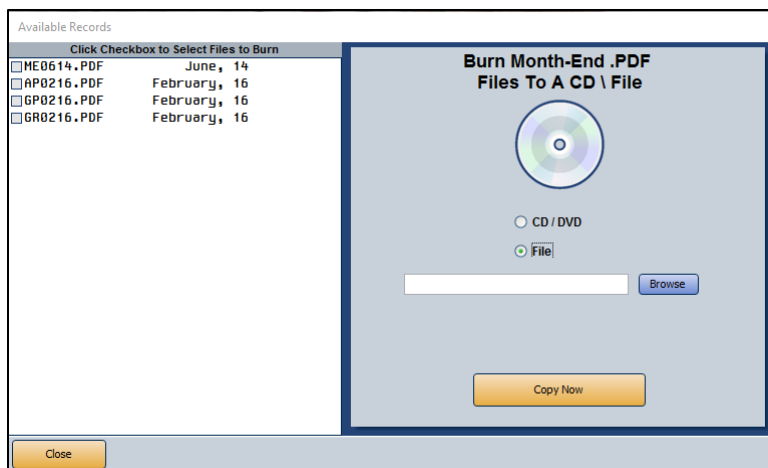 Available Records
Click Checkbox to Select Files to Burn
ME0614.PDF June, 14
AP0216.PDF February, 16
GP0216.PDF February, 16
GR0216.PDF February, 16
Burn Month-End .PDF
Files To A CD \ File
CD / DVD
File
Browse
Copy Now
Close